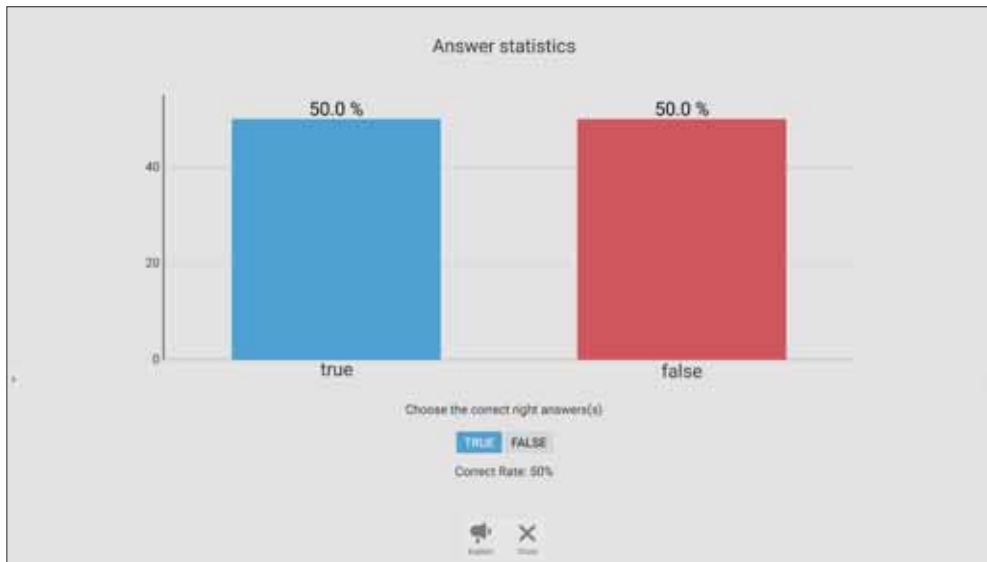 Answer statistics
50.0 % 50.0 %
40
20
0
true false
Choose the correct right answers(s)
TRUE FALSE
Correct Rate: 50%